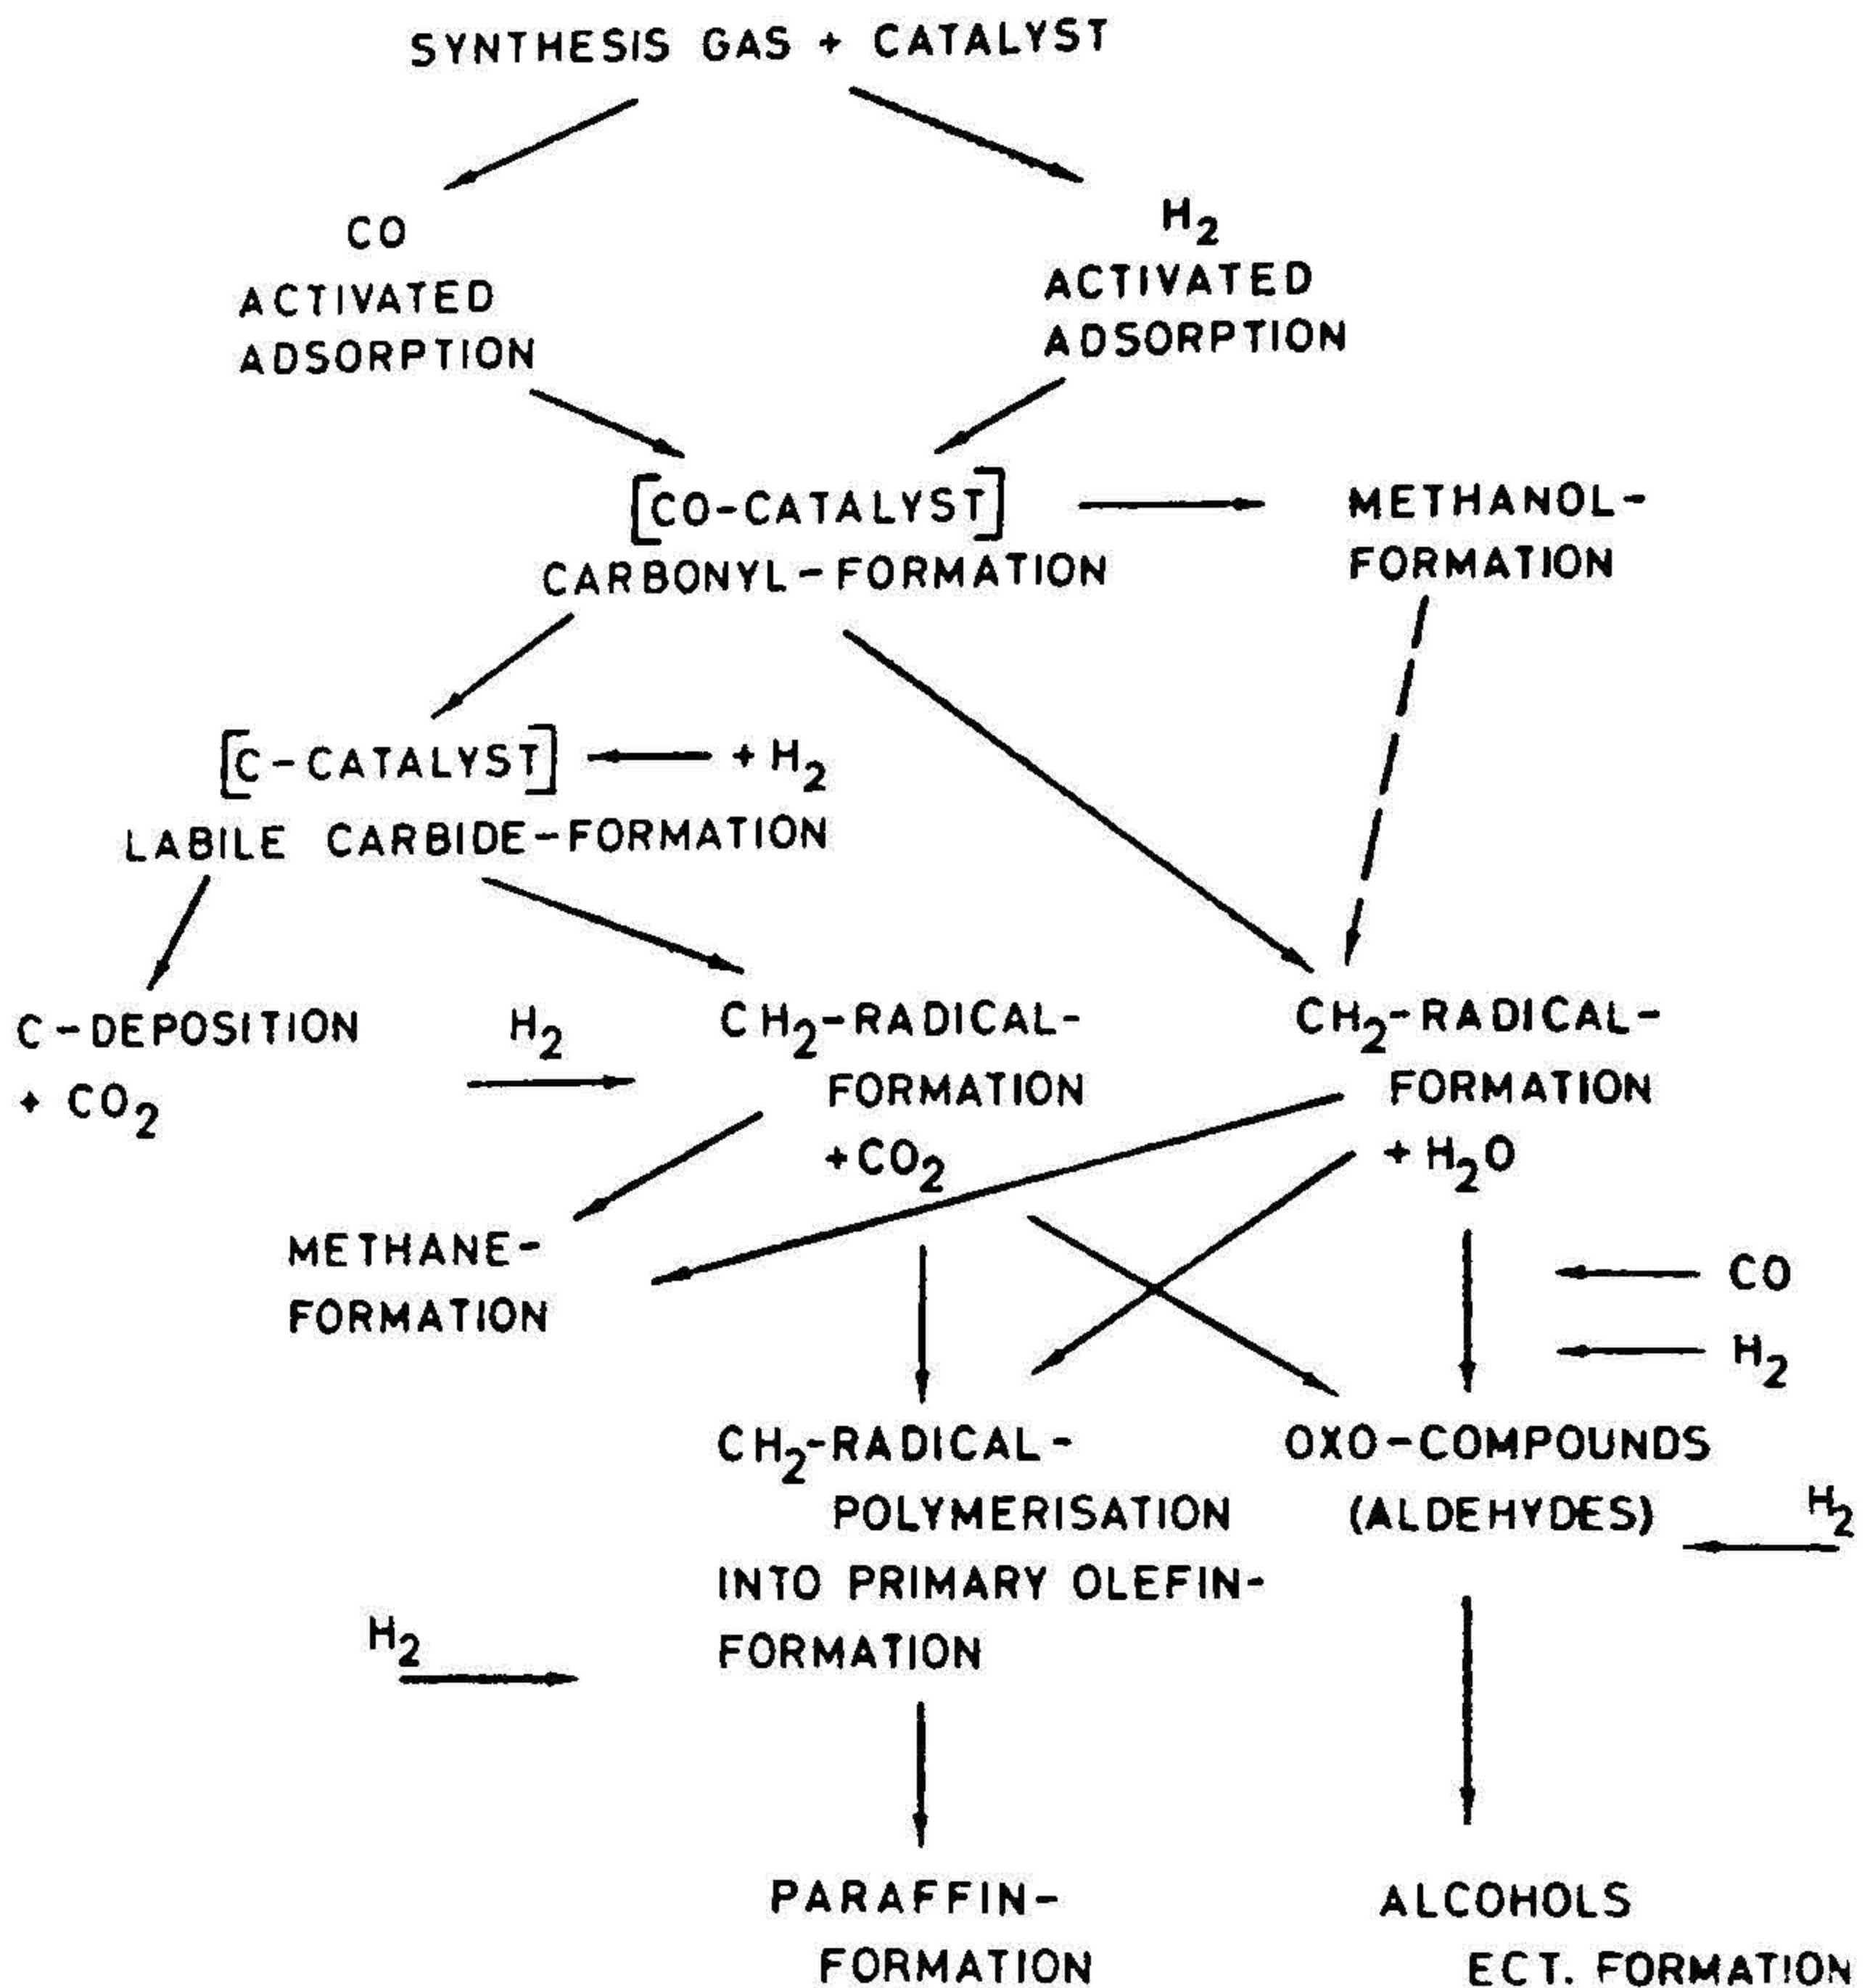 SYNTHESIS GAS + CATALYST
CO
ACTIVATED
ADSORPTION
H2
ACTIVATED
ADSORPTION
[CO-CATALYST]
CARBONYL-FORMATION
METHANOL-
FORMATION
[C-CATALYST]
+ H2
LABILE CARBIDE-FORMATION
C-DEPOSITION
+ CO2
H2
CH2-RADICAL-
FORMATION
+CO2
CH2-RADICAL-
FORMATION
+ H2O
METHANE-
FORMATION
CO
H2
CH2-RADICAL-
POLYMERISATION
INTO PRIMARY OLEFIN-
FORMATION
OXO-COMPOUNDS
(ALDEHYDES)
H2
H2
PARAFFIN-
FORMATION
ALCOHOLS
ECT. FORMATION